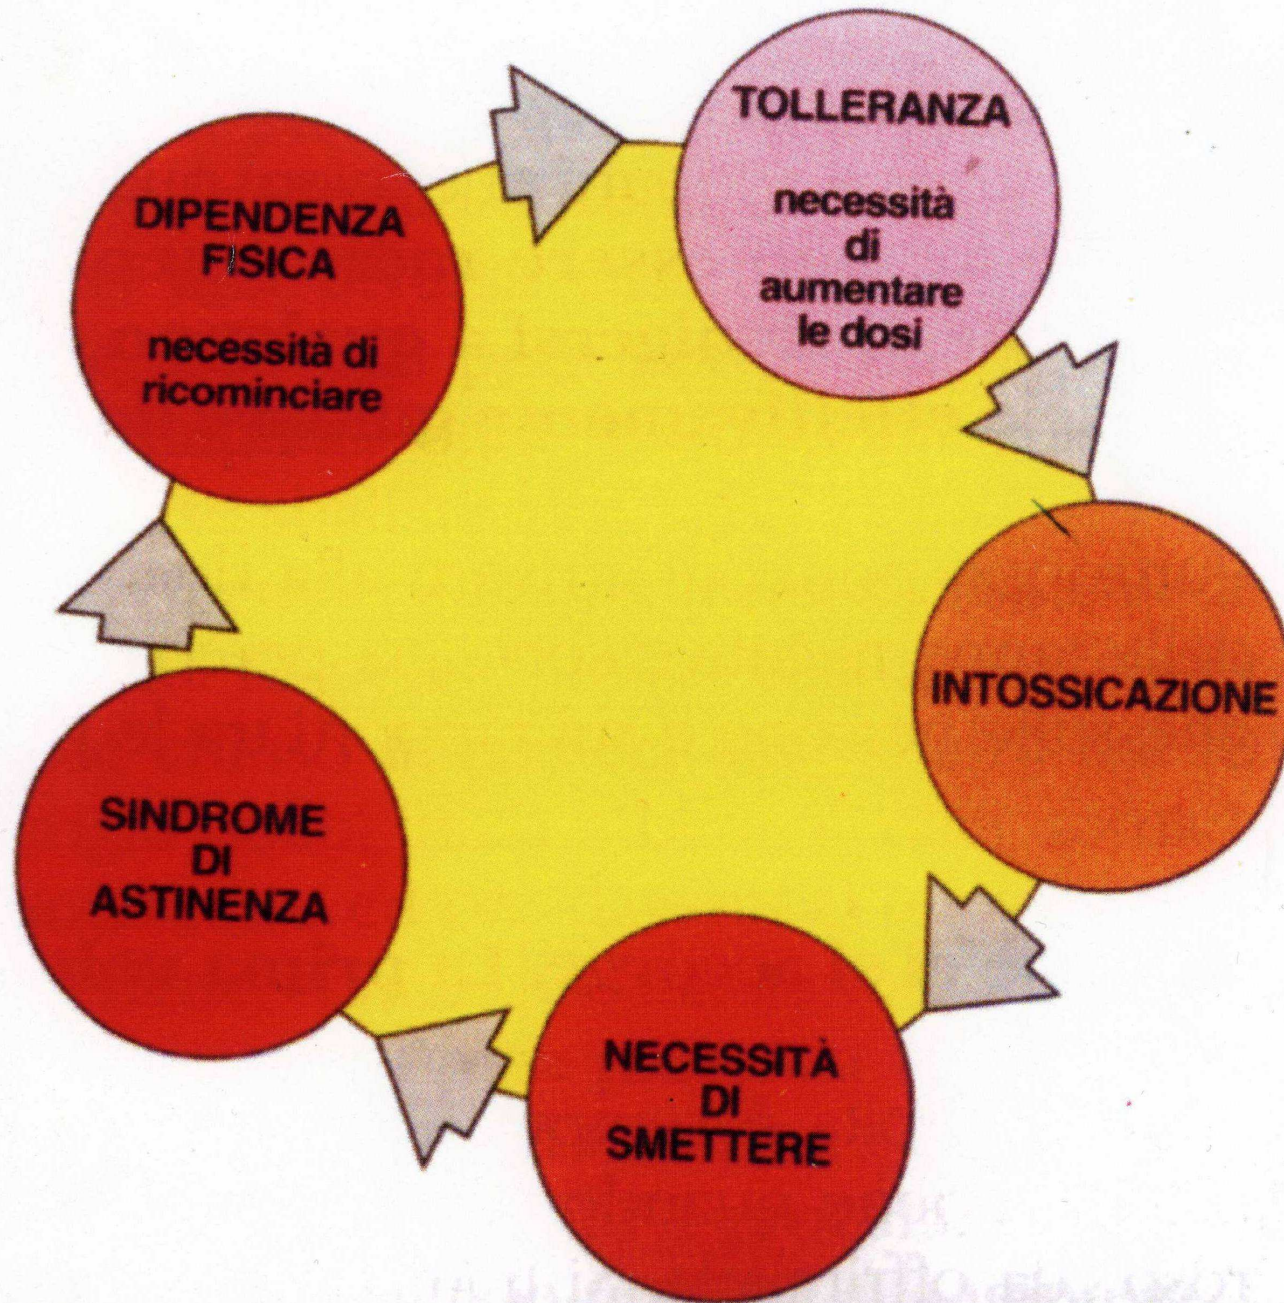 TOLLERANZA
necessità
di
aumentare
le dosi
INTOSSICAZIONE
NECESSITÀ
DI
SMETTERE
SINDROME
DI
ASTINENZA
DIPENDENZA
FISICA
necessità di
ricominciare